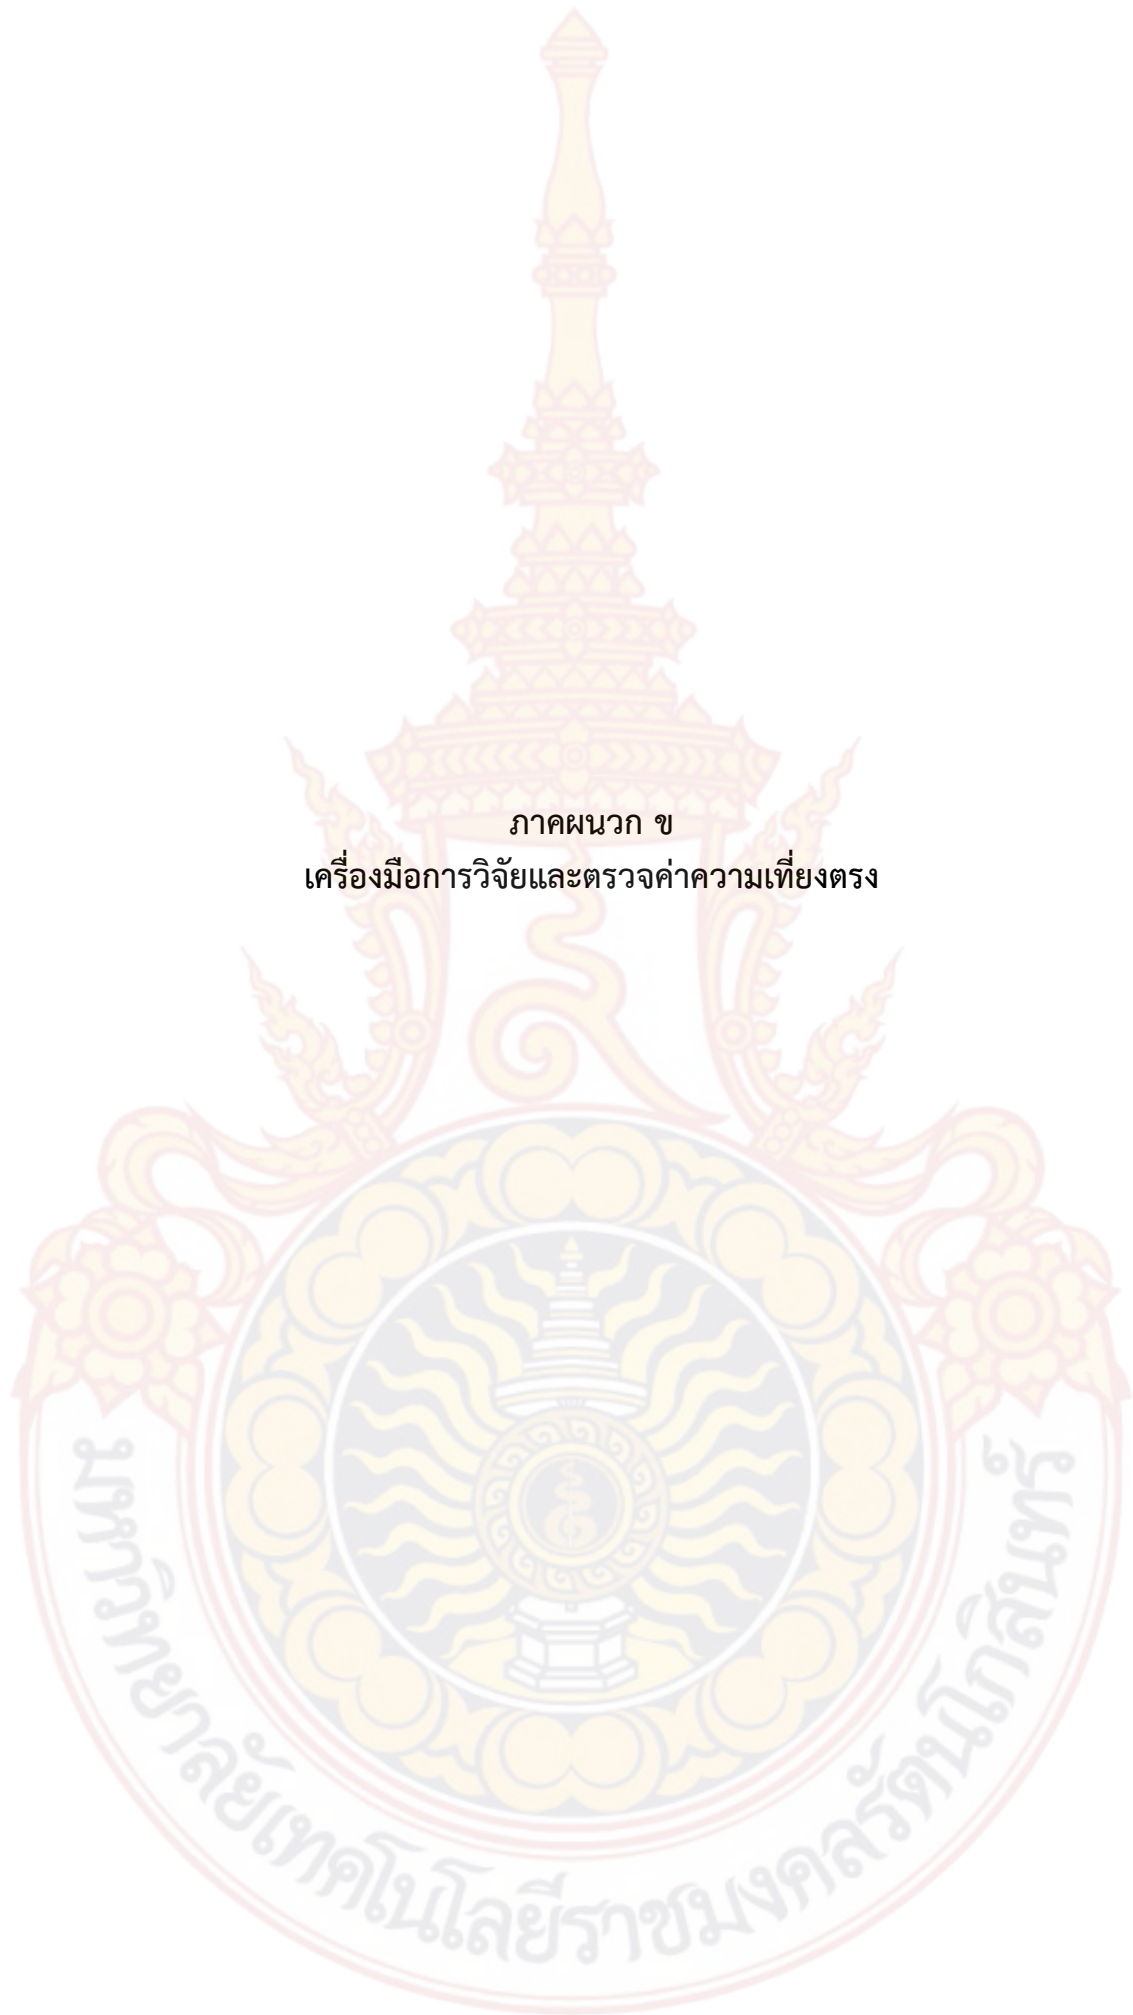 ภาคผนวก ข
เครื่องมือการวิจัยและตรวจค่าความเที่ยงตรง
มหาวิทยาลัยเทคโนโลยีราชมงคลรัตนโกสินทร์